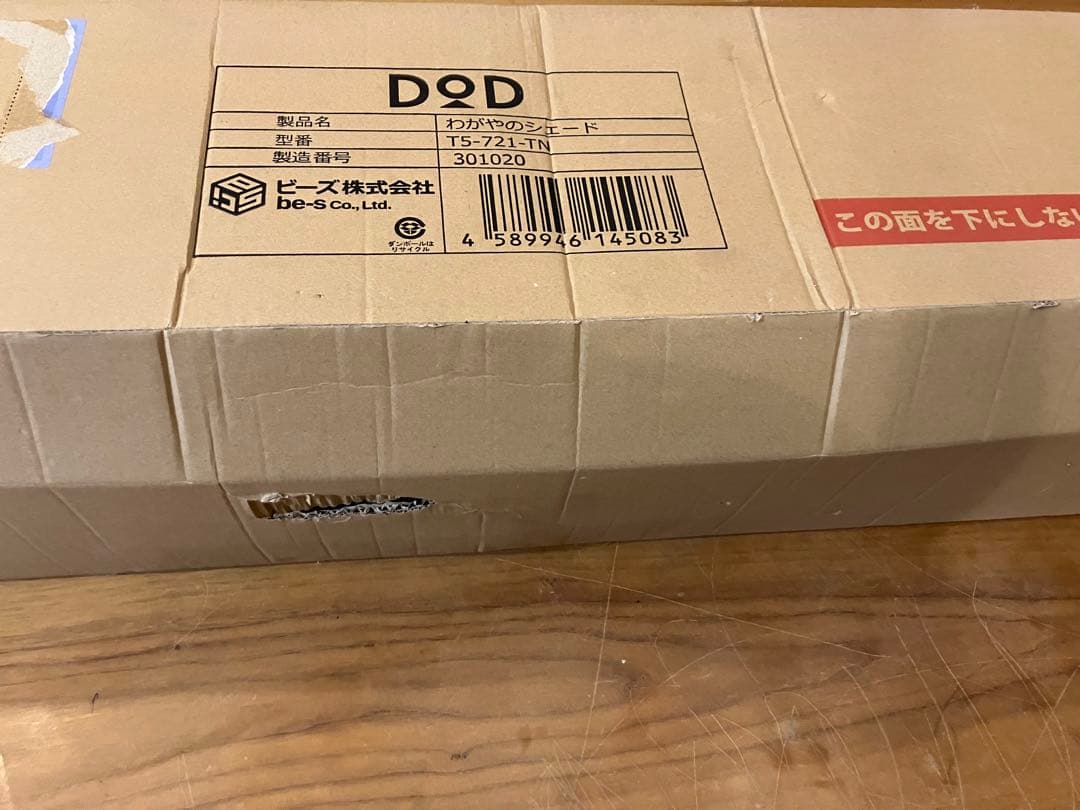 DOD
製品名 わがやのシェード
型番 T5-721-TN
製造番号 301020
ビーズ株式会社
be-s Co.,Ltd.
ダンボールは
リサイクル
4 589946 145083
この面を下にしない